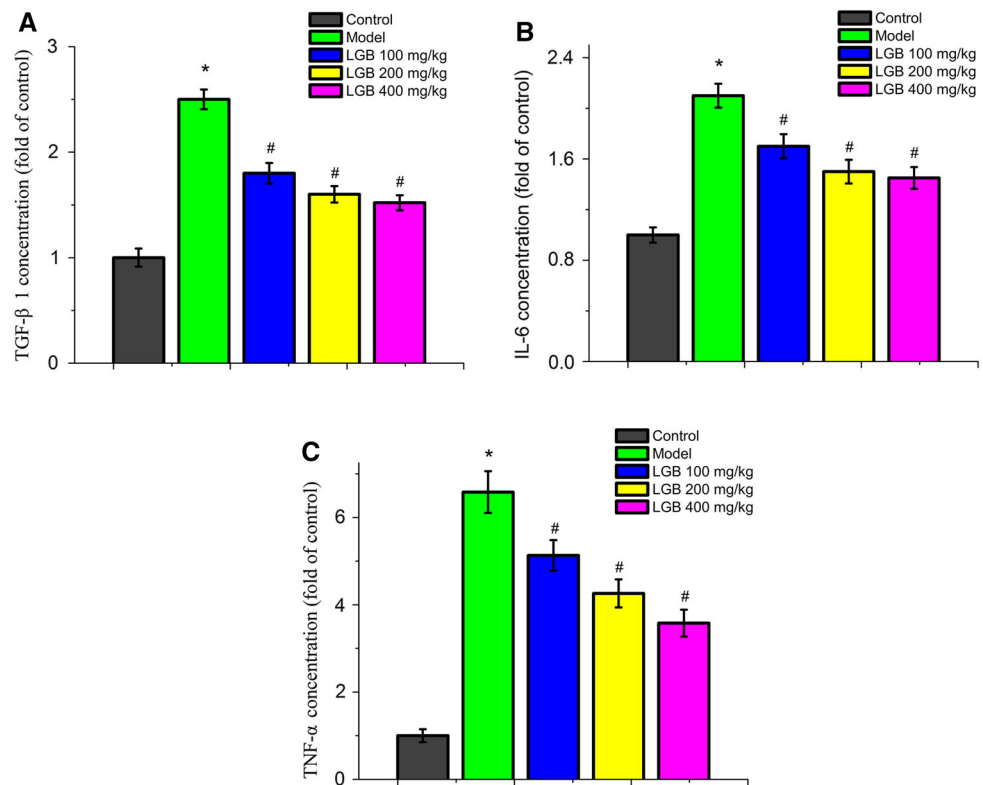 A
Control
Model
LGB 100 mg/kg
LGB 200 mg/kg
LGB 400 mg/kg
TGF-β 1 concentration (fold of control)
3
2
1
0
*
#
#
#
B
Control
Model
LGB 100 mg/kg
LGB 200 mg/kg
LGB 400 mg/kg
IL-6 concentration (fold of control)
2.4
1.6
0.8
0.0
*
#
#
#
C
Control
Model
LGB 100 mg/kg
LGB 200 mg/kg
LGB 400 mg/kg
TNF-α concentration (fold of control)
6
4
2
0
*
#
#
#